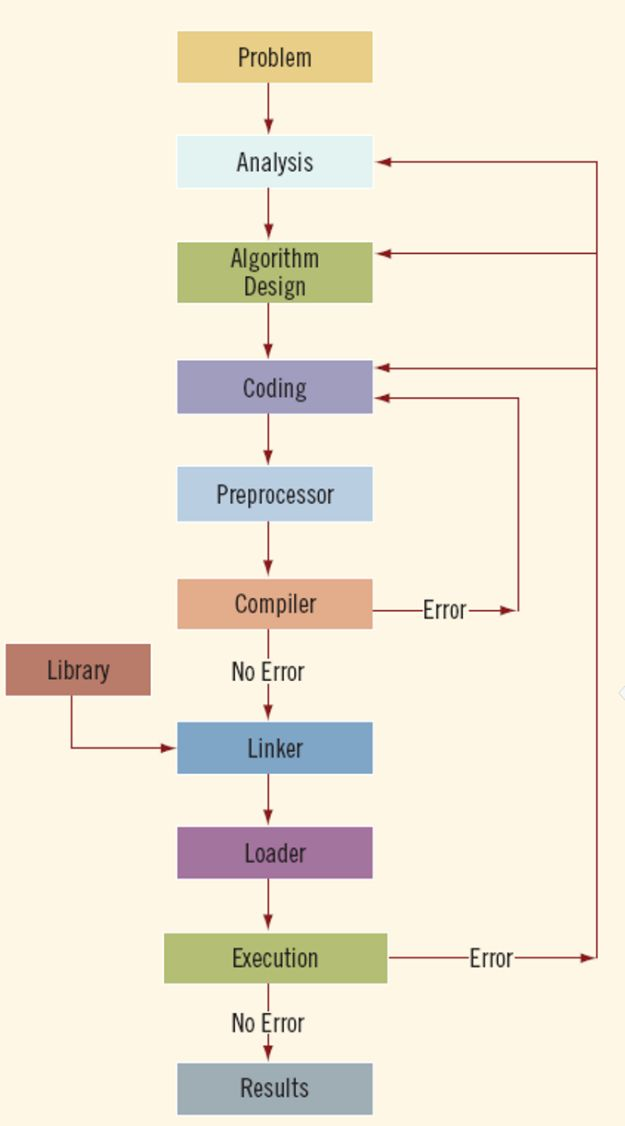 Problem
Analysis
Algorithm
Design
Coding
Preprocessor
Compiler
Error
Library
No Error
Linker
Loader
Execution
Error
No Error
Results